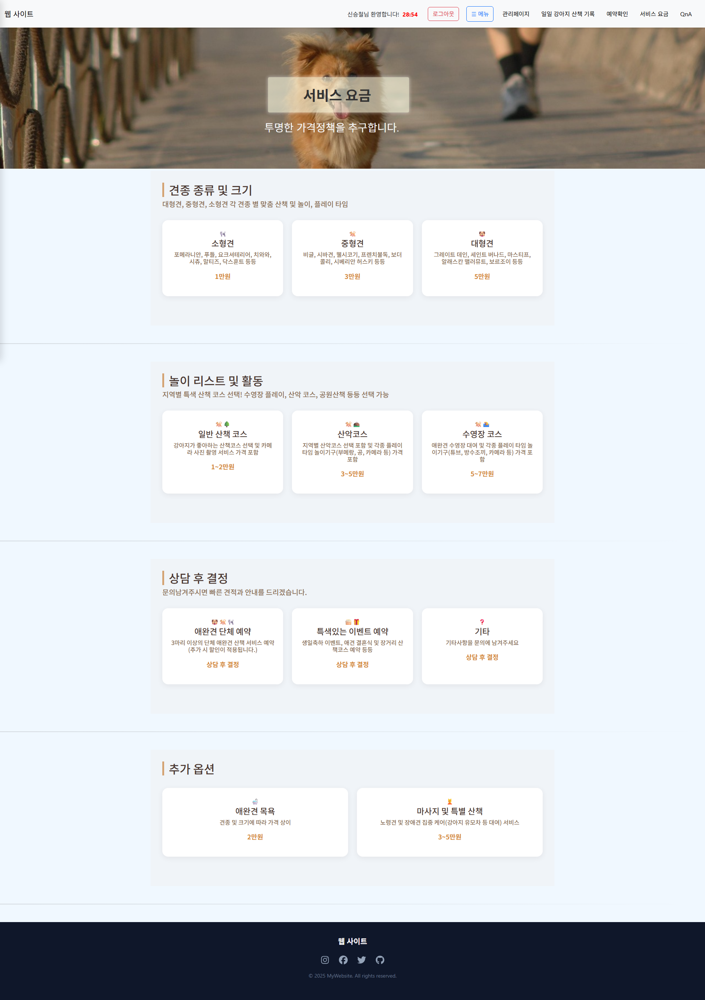 웹 사이트
신승철님 환영합니다! 28:54
로그아웃
☰ 메뉴
관리페이지
일일 강아지 산책 기록
예약확인
서비스 요금
QnA
서비스 요금
투명한 가격정책을 추구합니다.
견종 종류 및 크기
대형견, 중형견, 소형견 각 견종 별 맞춤 산책 및 놀이, 플레이 타임
소형견
포메라니안, 푸들, 요크셔테리어, 치와와,
시츄, 말티즈, 닥스훈트 등등
1만원
중형견
비글, 시바견, 웰시코기, 프렌치불독, 보더
콜리, 시베리안 허스키 등등
3만원
대형견
그레이트 데인, 세인트 버나드, 마스티프,
알래스칸 맬러뮤트, 보르조이 등등
5만원
놀이 리스트 및 활동
지역별 특색 산책 코스 선택! 수영장 플레이, 산악 코스, 공원산책 등등 선택 가능
일반 산책 코스
강아지가 좋아하는 산책코스 선택 및 카메
라 사진 촬영 서비스 가격 포함
1~2만원
산악코스
지역별 산악코스 선택 포함 및 각종 플레이
타임 놀이기구(부메랑, 공, 카메라 등) 가격
포함
3~5만원
수영장 코스
애완견 수영장 대여 및 각종 플레이 타임 놀
이기구(튜브, 방수조끼, 카메라 등) 가격 포
함
5~7만원
상담 후 결정
문의남겨주시면 빠른 견적과 안내를 드리겠습니다.
애완견 단체 예약
3마리 이상의 단체 애완견 산책 서비스 예약
(추가 시 할인이 적용됩니다.)
상담 후 결정
특색있는 이벤트 예약
생일축하 이벤트, 애견 결혼식 및 장거리 산
책코스 예약 등등
상담 후 결정
❓
기타
기타사항을 문의에 남겨주세요
상담 후 결정
추가 옵션
애완견 목욕
견종 및 크기에 따라 가격 상이
2만원
마사지 및 특별 산책
노령견 및 장애견 집중 케어(강아지 유모차 등 대여) 서비스
3~5만원
웹 사이트
© 2025 MyWebsite. All rights reserved.